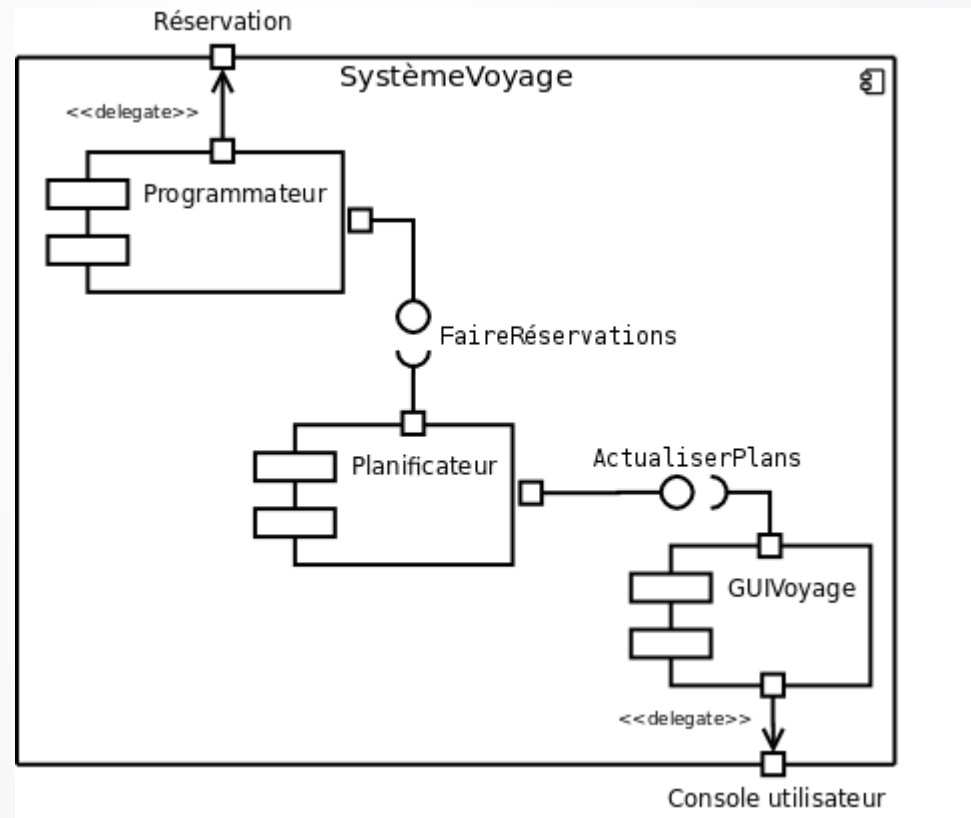 Réservation
SystèmeVoyage
<<delegate>>
Programmateur
FaireRéservations
ActualiserPlans
Planificateur
GUIVoyage
<<delegate>>
Console utilisateur